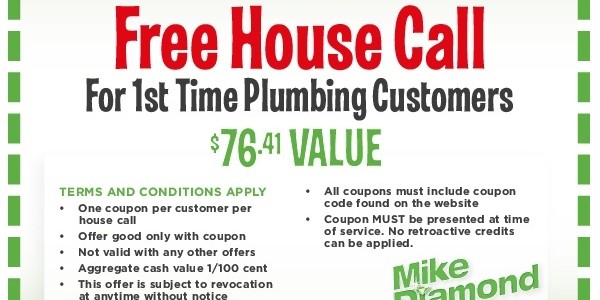 Free House Call
For 1st Time Plumbing Customers
$76.41 VALUE
TERMS AND CONDITIONS APPLY
• One coupon per customer per
house call
• Offer good only with coupon
• Not valid with any other offers
• Aggregate cash value 1/100 cent
• This offer is subject to revocation
at anytime without notice
• All coupons must include coupon
code found on the website
• Coupon MUST be presented at time
of service. No retroactive credits
can be applied.
Mike
Diamond